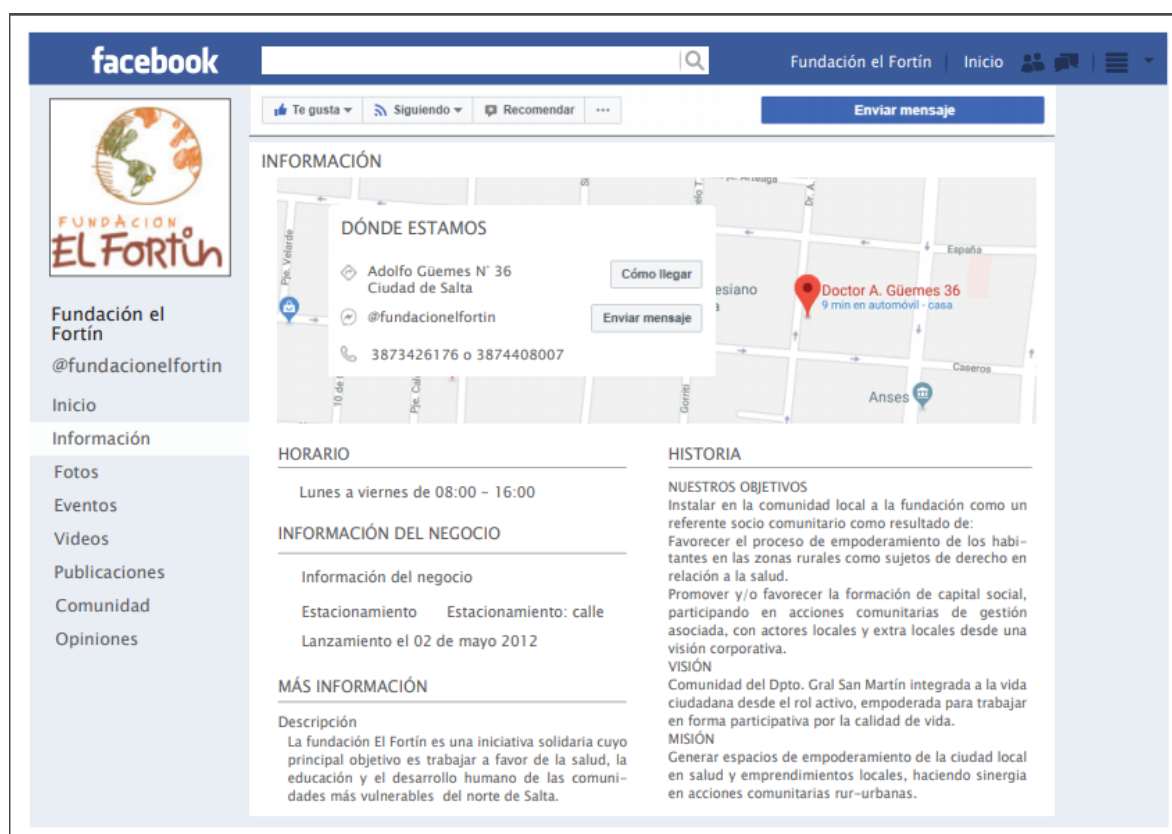 facebook
Fundación el Fortín
Inicio
Te gusta
Siguiendo
Recomendar
Enviar mensaje
FUNDACION
EL FORTÍN
Fundación el
Fortín
@fundacionelfortin
Inicio
Información
Fotos
Eventos
Videos
Publicaciones
Comunidad
Opiniones
INFORMACIÓN
DÓNDE ESTAMOS
Adolfo Güemes N° 36
Ciudad de Salta
Cómo llegar
@fundacionelfortin
Enviar mensaje
3873426176 o 3874408007
Pje. Velarde
Pje. Arteaga
Dr. A.
España
esiano
Doctor A. Güemes 36
9 min en automóvil - casa
Caseros
Anses
Gorriti
10 de
Pje. Cal
HORARIO
Lunes a viernes de 08:00 – 16:00
INFORMACIÓN DEL NEGOCIO
Información del negocio
Estacionamiento Estacionamiento: calle
Lanzamiento el 02 de mayo 2012
MÁS INFORMACIÓN
Descripción
La fundación El Fortín es una iniciativa solidaria cuyo
principal objetivo es trabajar a favor de la salud, la
educación y el desarrollo humano de las comuni-
dades más vulnerables del norte de Salta.
HISTORIA
NUESTROS OBJETIVOS
Instalar en la comunidad local a la fundación como un
referente socio comunitario como resultado de:
Favorecer el proceso de empoderamiento de los habi-
tantes en las zonas rurales como sujetos de derecho en
relación a la salud.
Promover y/o favorecer la formación de capital social,
participando en acciones comunitarias de gestión
asociada, con actores locales y extra locales desde una
visión corporativa.
VISIÓN
Comunidad del Dpto. Gral San Martín integrada a la vida
ciudadana desde el rol activo, empoderada para trabajar
en forma participativa por la calidad de vida.
MISIÓN
Generar espacios de empoderamiento de la ciudad local
en salud y emprendimientos locales, haciendo sinergia
en acciones comunitarias rur-urbanas.